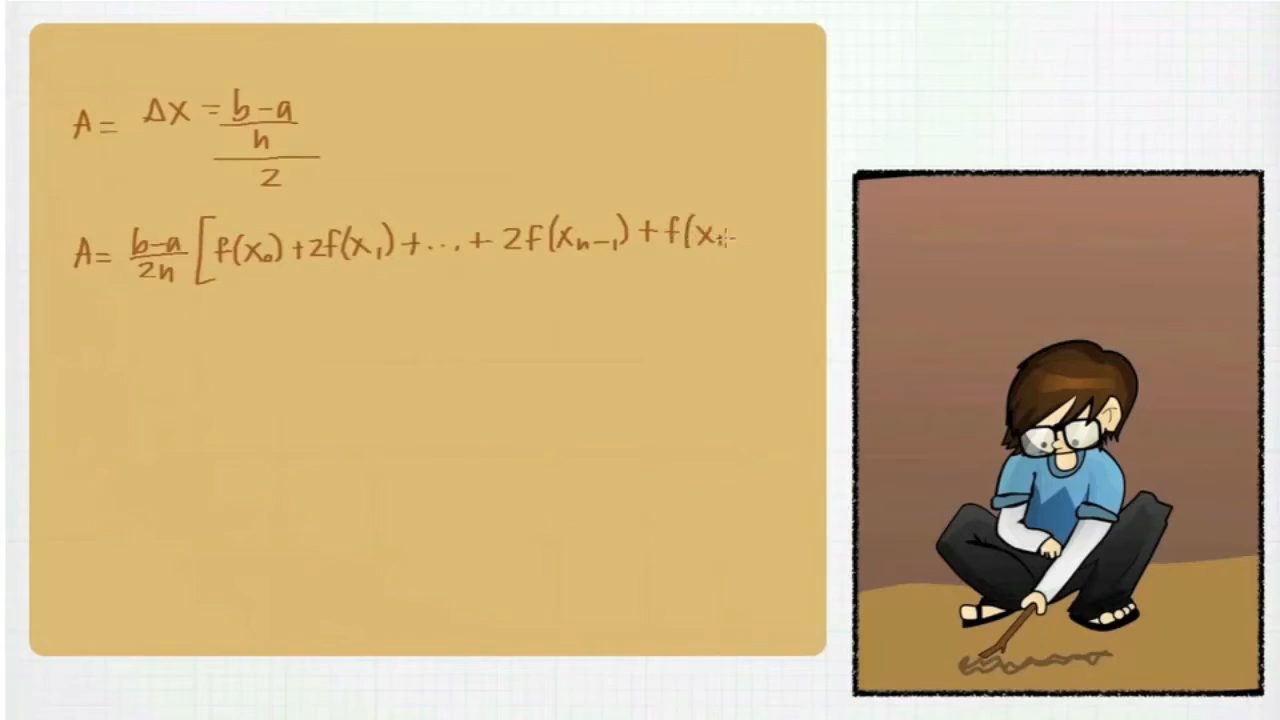 A = Δx = b-a / n / 2
A = b-a / 2n [f(x₀) + 2f(x₁) + ... + 2f(xₙ₋₁) + f(x